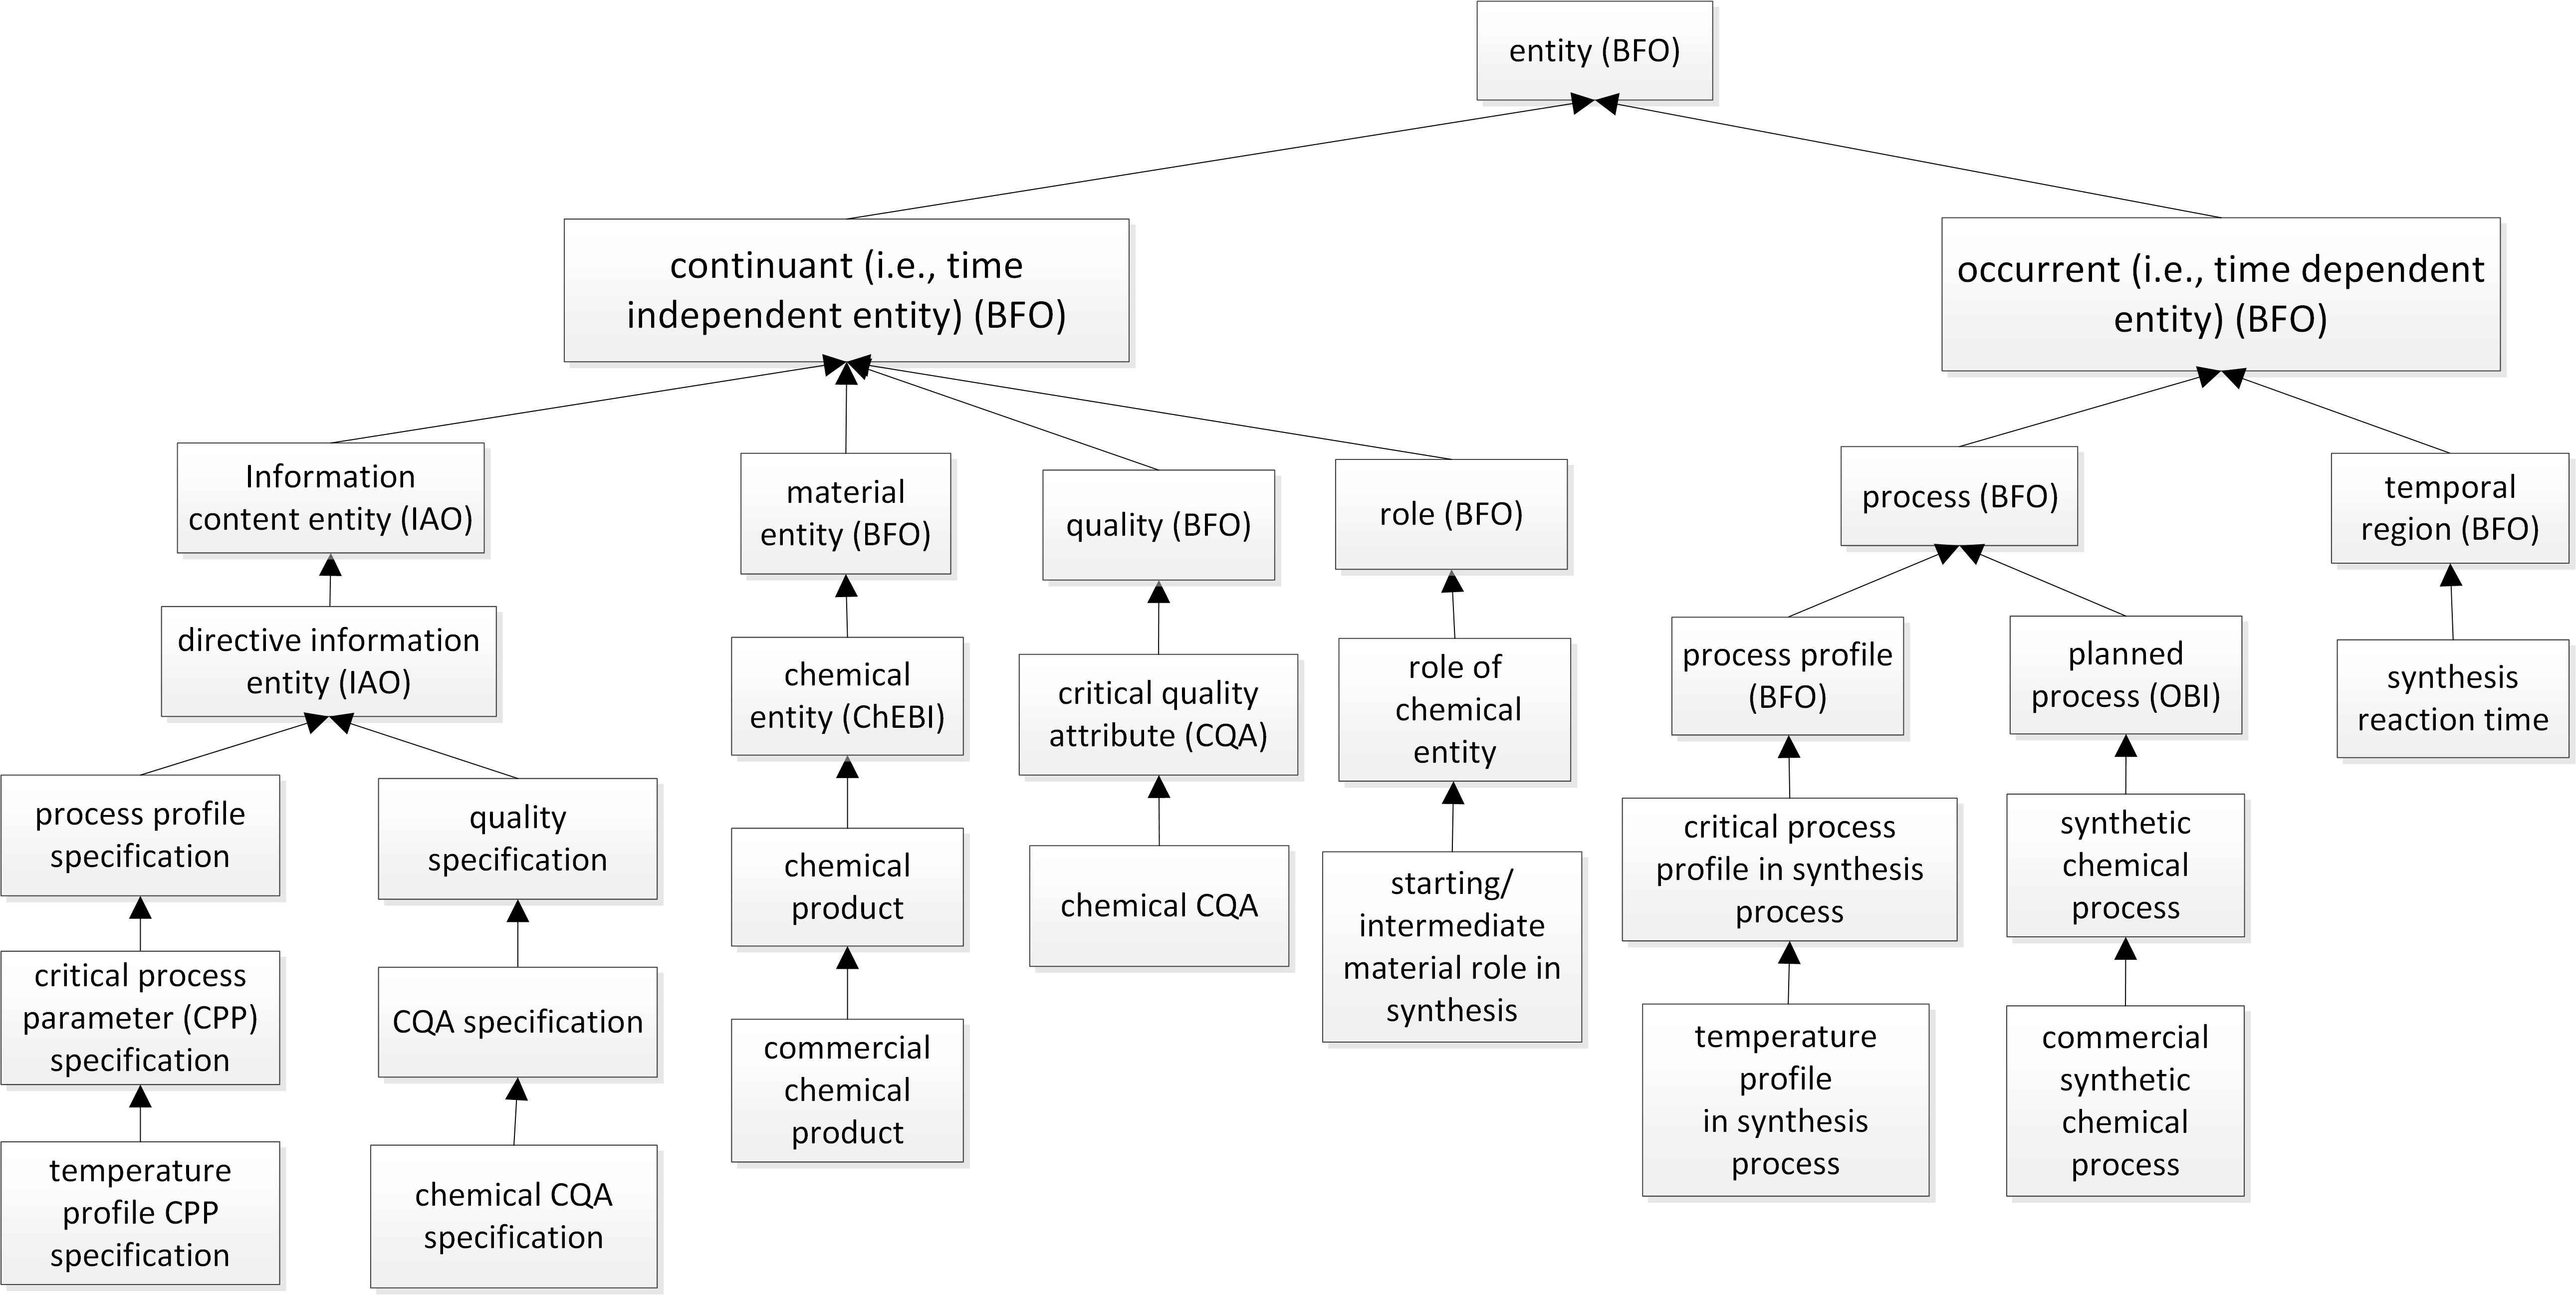 entity (BFO)
continuant (i.e., time
independent entity) (BFO)
occurrent (i.e., time dependent
entity) (BFO)
Information
content entity (IAO)
material
entity (BFO)
quality (BFO)
role (BFO)
process (BFO)
temporal
region (BFO)
directive information
entity (IAO)
chemical
entity (ChEBI)
critical quality
attribute (CQA)
role of
chemical
entity
process profile
(BFO)
planned
process (OBI)
synthesis
reaction time
process profile
specification
quality
specification
chemical
product
chemical CQA
starting/
intermediate
material role in
synthesis
critical process
profile in synthesis
process
synthetic
chemical
process
critical process
parameter (CPP)
specification
CQA specification
commercial
chemical
product
temperature
profile
in synthesis
process
commercial
synthetic
chemical
process
temperature
profile CPP
specification
chemical CQA
specification